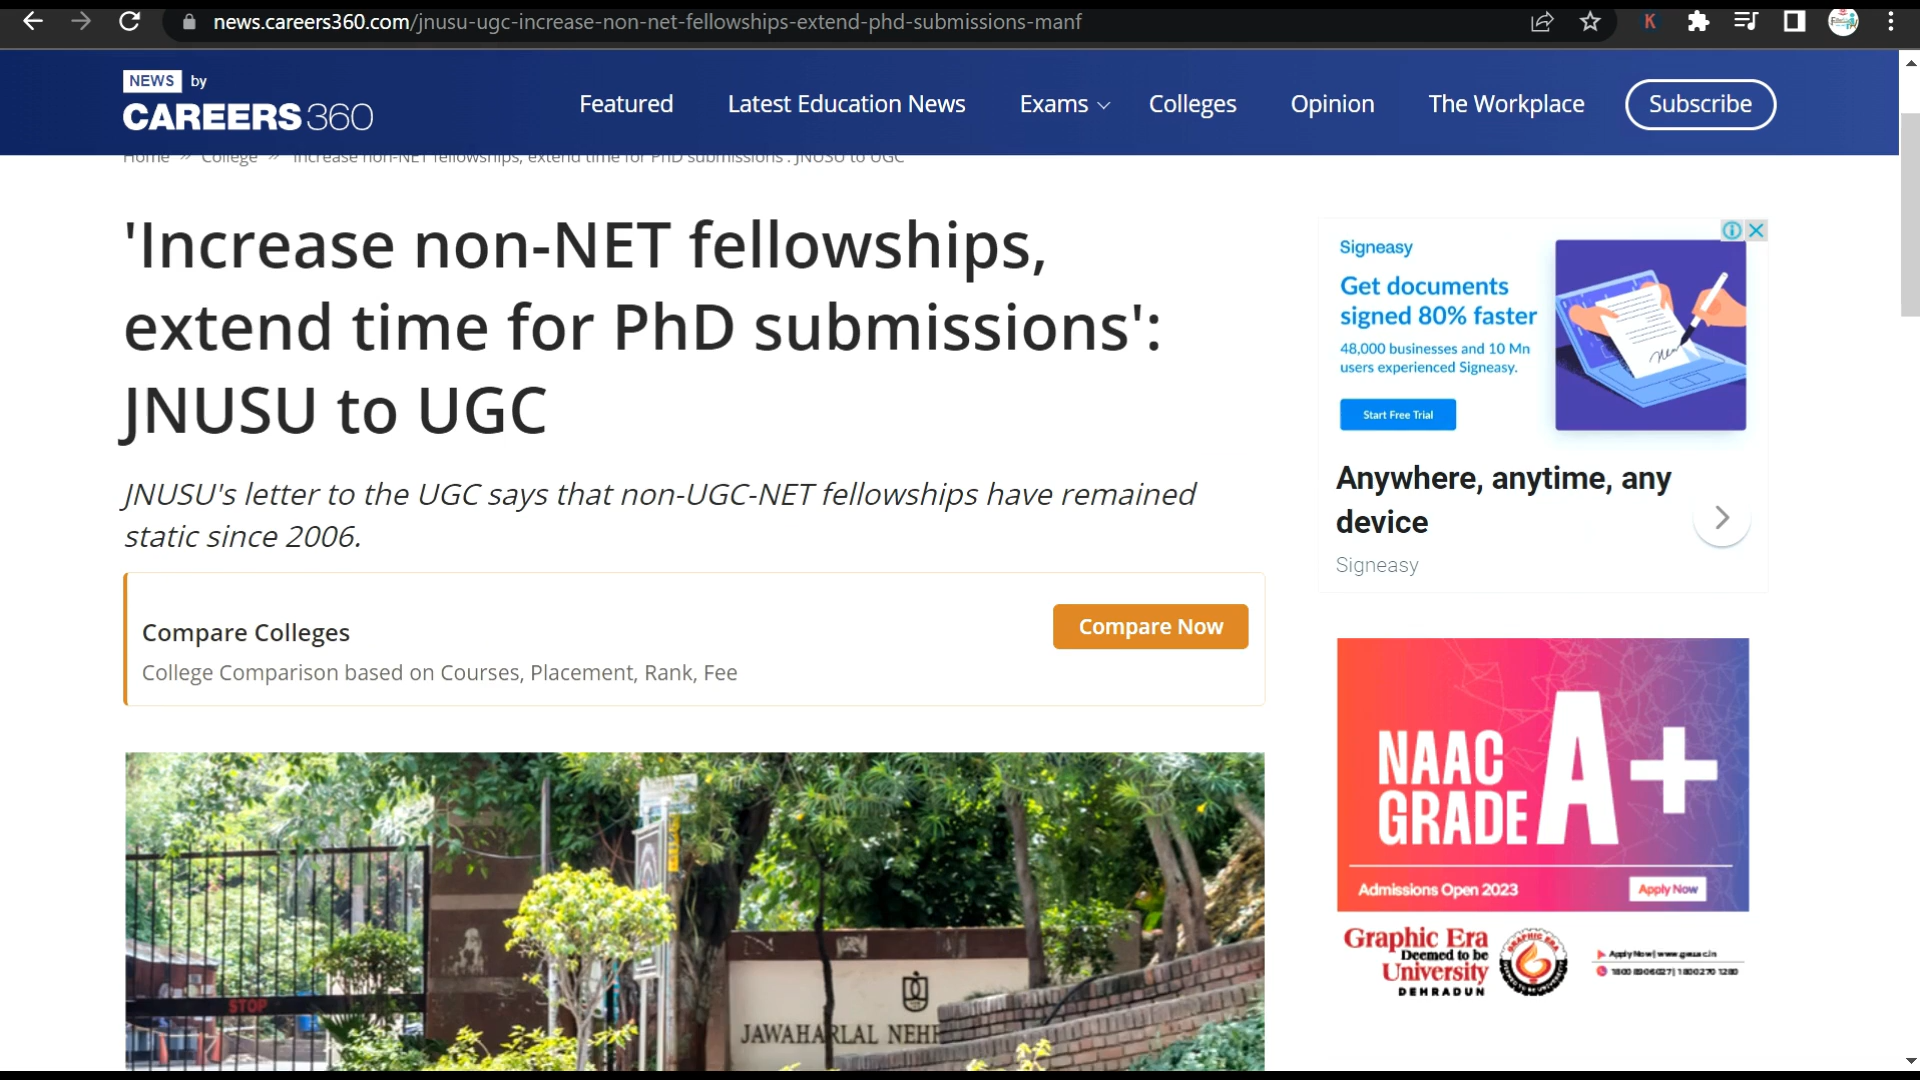 news.careers360.com/jnusu-ugc-increase-non-net-fellowships-extend-phd-submissions-manf
K
NEWS by
CAREERS360
Featured
Latest Education News
Exams
Colleges
Opinion
The Workplace
Subscribe
Home » College » 'Increase non-NET fellowships, extend time for PhD submissions': JNUSU to UGC
'Increase non-NET fellowships,
extend time for PhD submissions':
JNUSU to UGC
JNUSU's letter to the UGC says that non-UGC-NET fellowships have remained
static since 2006.
Compare Colleges
College Comparison based on Courses, Placement, Rank, Fee
Compare Now
STOP
JAWAHARLAL NEHR
Signeasy
Get documents
signed 80% faster
48,000 businesses and 10 Mn
users experienced Signeasy.
Start Free Trial
Anywhere, anytime, any
device
Signeasy
NAAC
GRADE
A+
Admissions Open 2023
Apply Now
Graphic Era
Deemed to be
University
DEHRADUN
Apply Now | www.geu.ac.in
1800 8906027 | 1800 270 1280